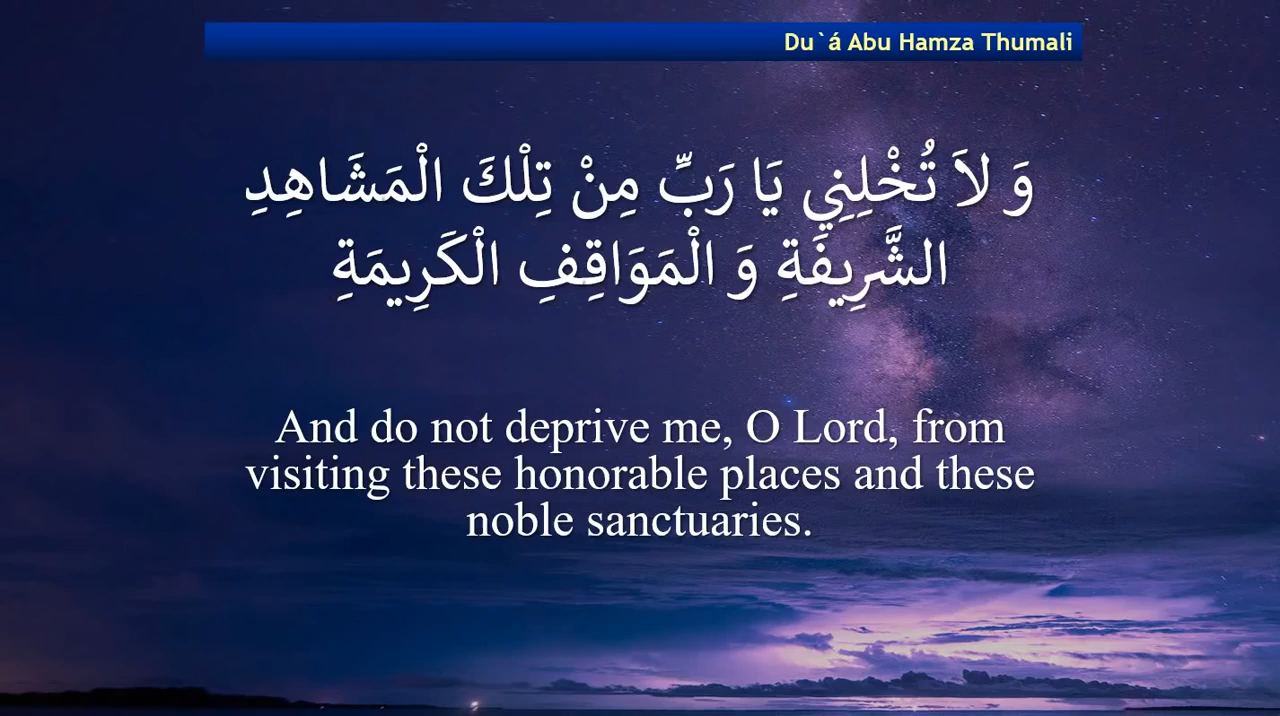 Du`á Abu Hamza Thumali
وَ لاَ تُخْلِنِي يَا رَبِّ مِنْ تِلْكَ الْمَشَاهِدِ
الشَّرِيفَةِ وَ الْمَوَاقِفِ الْكَرِيمَةِ
And do not deprive me, O Lord, from
visiting these honorable places and these
noble sanctuaries.